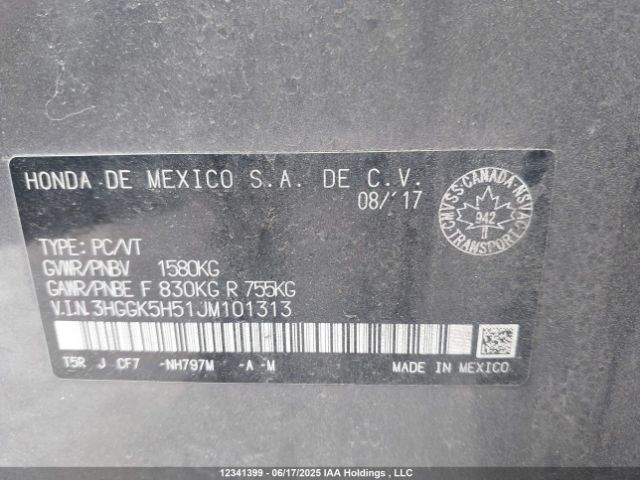 HONDA DE MEXICO S.A. DE C.V.
08/'17
CMVSS·CANADA·NSVAC
942
TRANSPORT
TYPE: PC/VT
GVWR/PNBV 1580KG
GAWR/PNBE F 830KG R 755KG
V.I.N. 3HGGK5H51JM101313
T5R J CF7 -NH797M -A -M
MADE IN MEXICO
12341399 - 06/17/2025 IAA Holdings , LLC